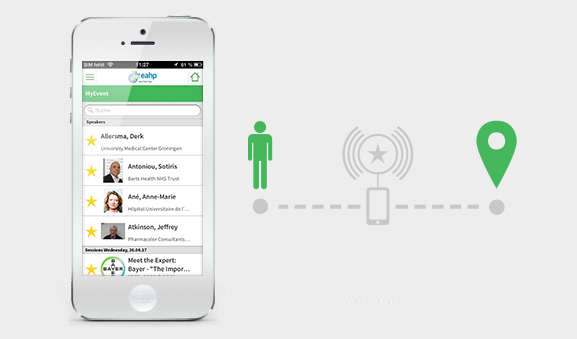 SIM fehlt 11:27 61 %
eahp
MyEvent
Suche
Speakers
Allersma, Derk
University Medical Center Groningen
Antoniou, Sotiris
Barts Health NHS Trust
Ané, Anne-Marie
Hôpital Universitaire de l'...
Atkinson, Jeffrey
Pharmacolor Consultants...
Sessions Wednesday, 26.04.17
Meet the Expert:
Bayer - "The Impor...
BAYER